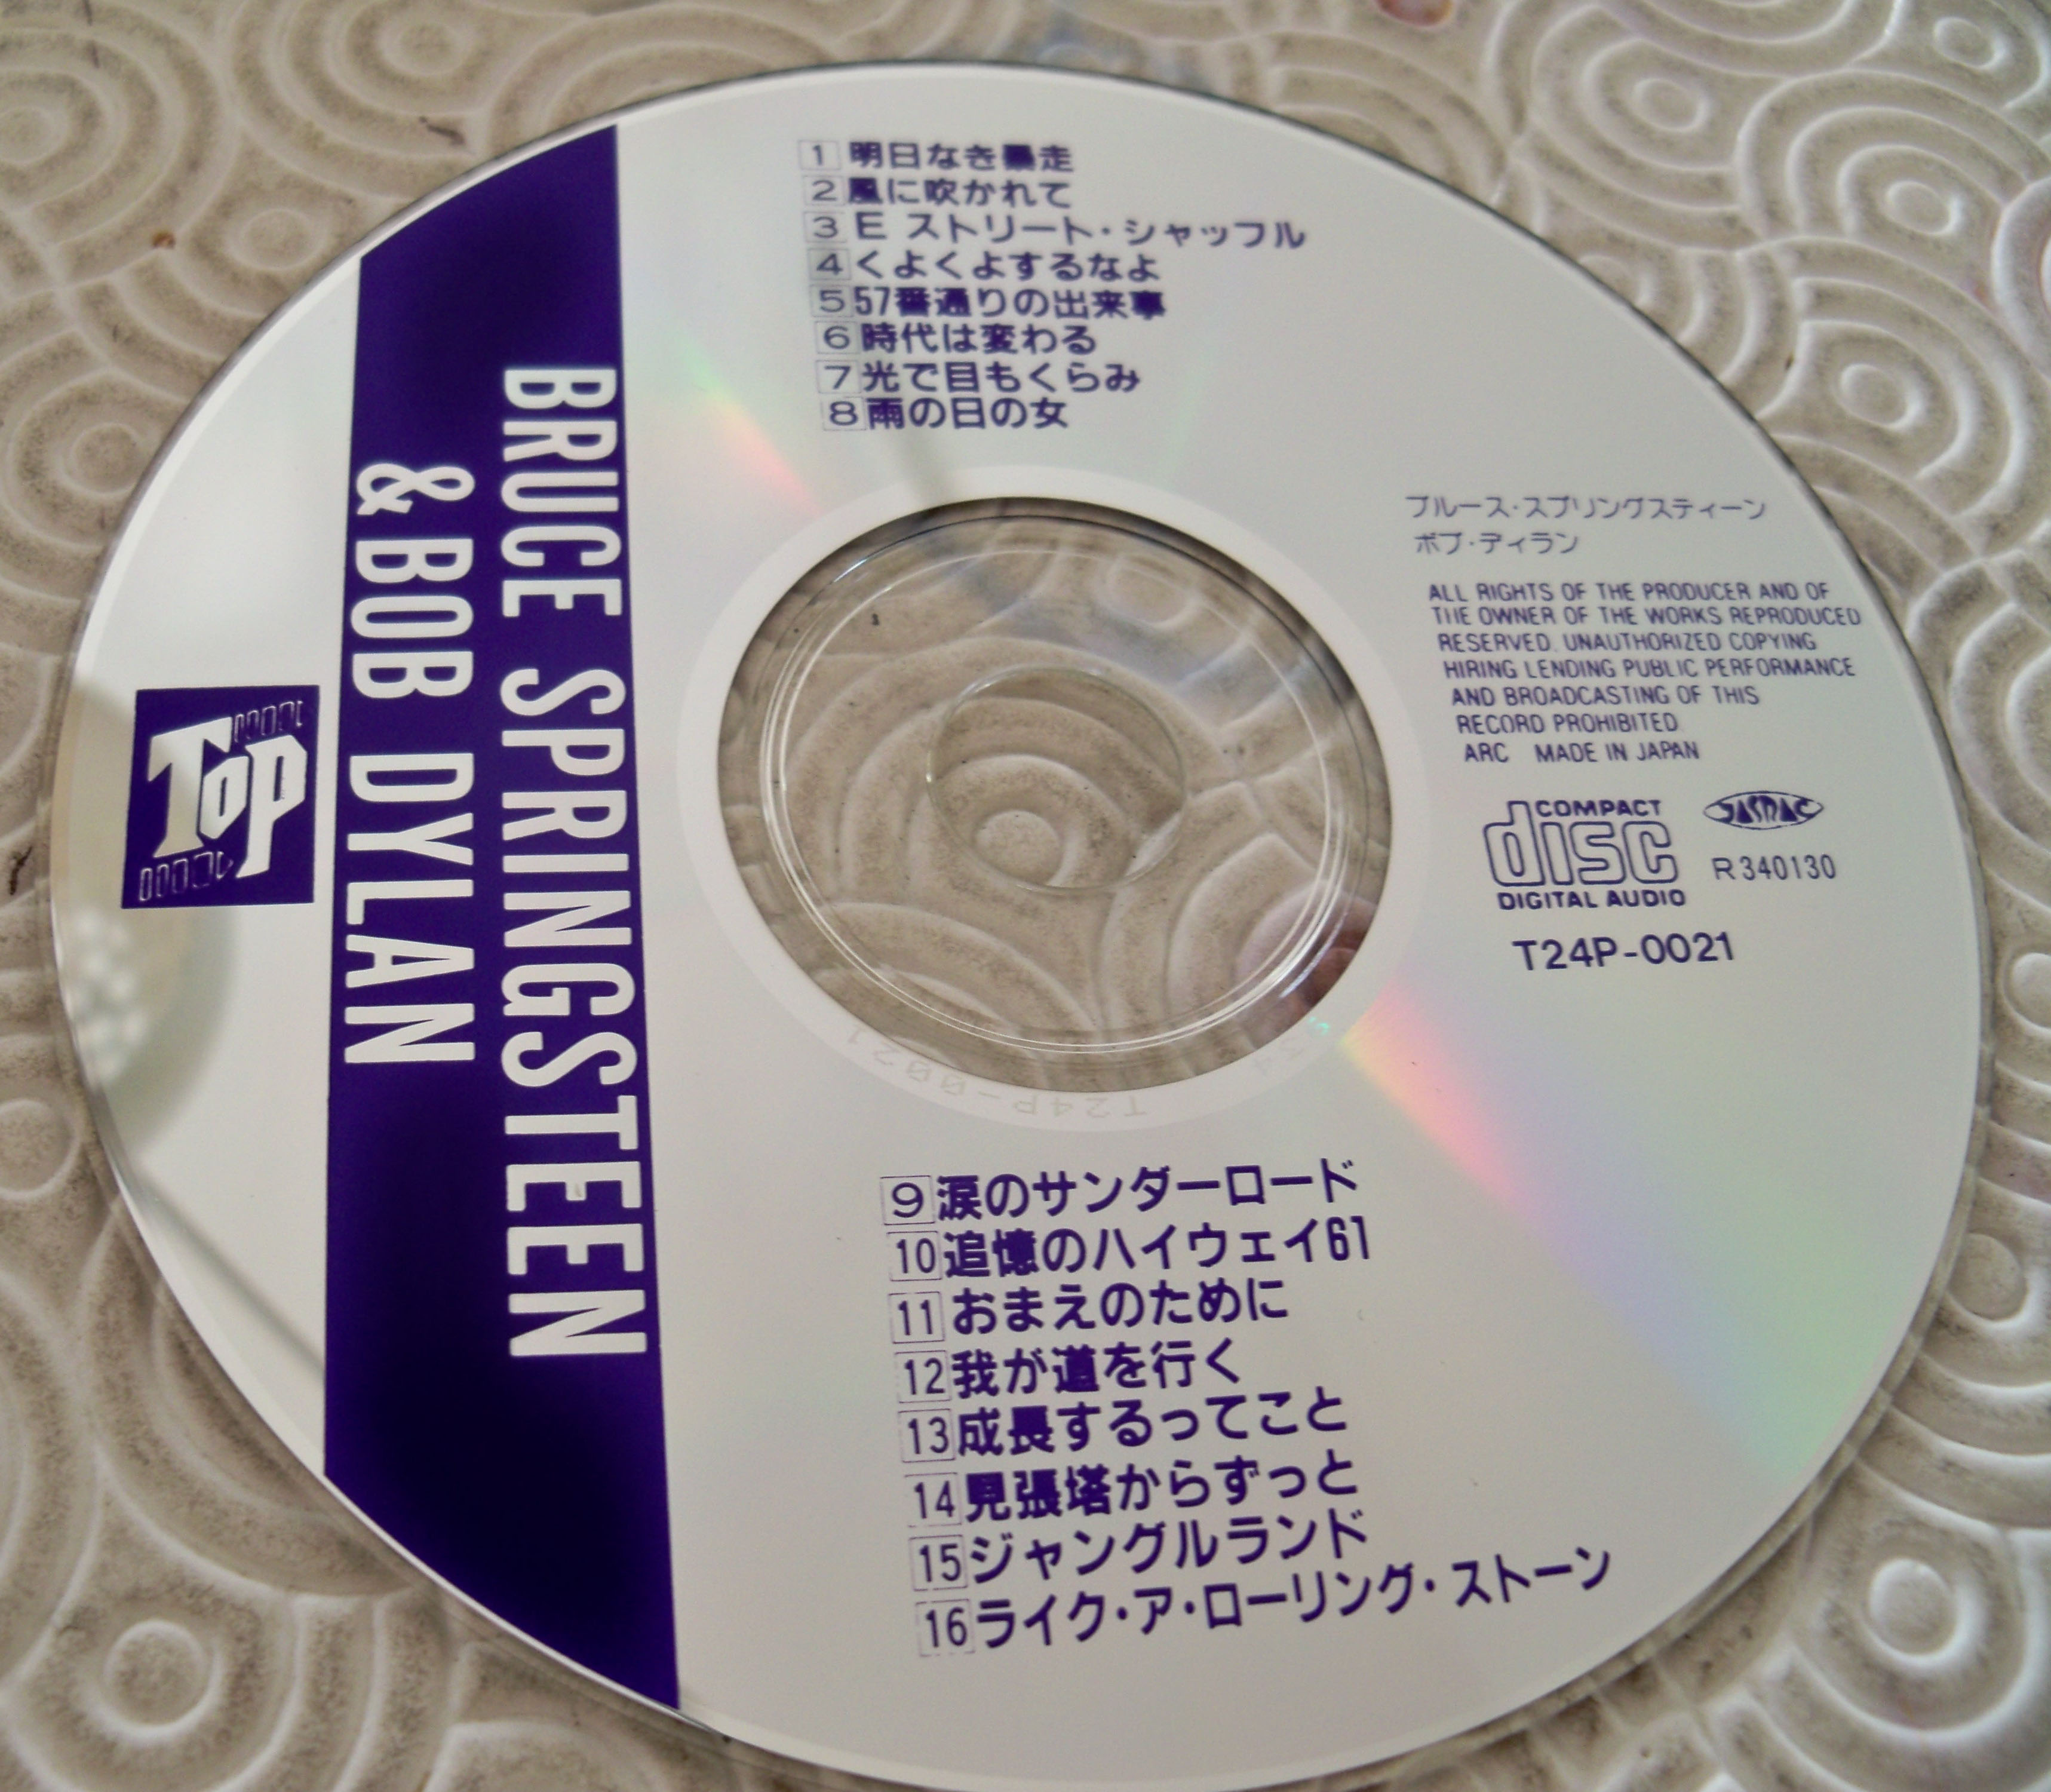 1 明日なき暴走
2 風に吹かれて
3 E ストリート・シャッフル
4 くよくよするなよ
5 57番通りの出来事
6 時代は変わる
7 光で目もくらみ
8 雨の日の女
BRUCE SPRINGSTEEN
& BOB DYLAN
TOP
ブルース・スプリングスティーン
ボブ・ディラン
ALL RIGHTS OF THE PRODUCER AND OF
THE OWNER OF THE WORKS REPRODUCED
RESERVED. UNAUTHORIZED COPYING
HIRING LENDING PUBLIC PERFORMANCE
AND BROADCASTING OF THIS
RECORD PROHIBITED
ARC MADE IN JAPAN
COMPACT
disc
DIGITAL AUDIO
JASRAC
R 340130
T24P-0021
T24P-0021
9 涙のサンダーロード
10 追憶のハイウェイ61
11 おまえのために
12 我が道を行く
13 成長するってこと
14 見張塔からずっと
15 ジャングルランド
16 ライク・ア・ローリング・ストーン